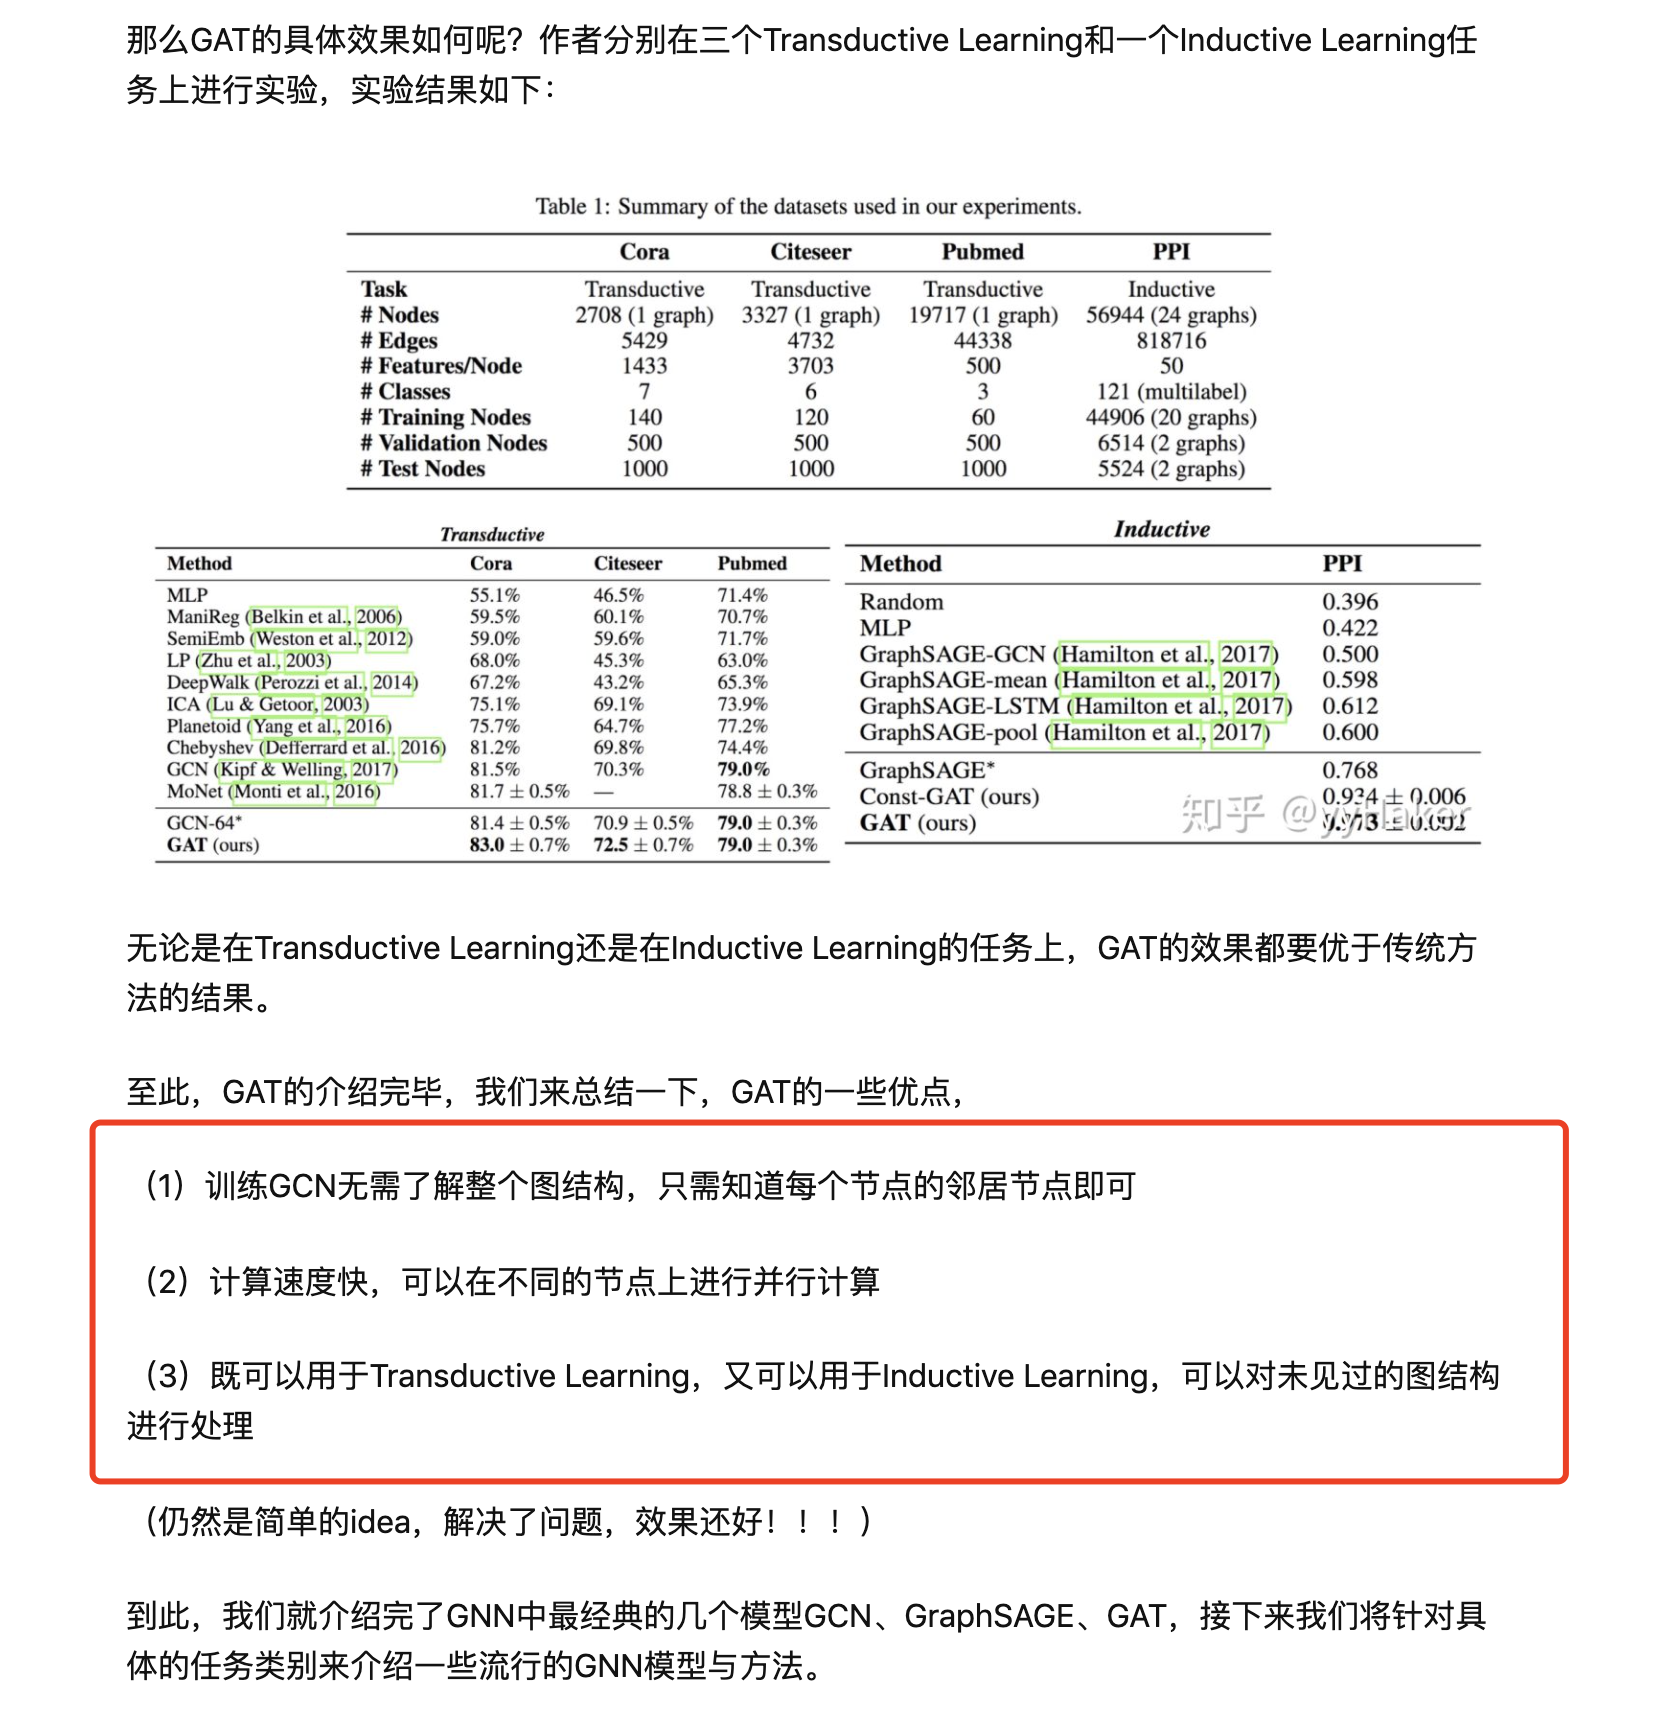 那么GAT的具体效果如何呢？作者分别在三个Transductive Learning和一个Inductive Learning任
务上进行实验，实验结果如下：
Table 1: Summary of the datasets used in our experiments.
Cora Citeseer Pubmed PPI
Task Transductive Transductive Transductive Inductive
# Nodes 2708 (1 graph) 3327 (1 graph) 19717 (1 graph) 56944 (24 graphs)
# Edges 5429 4732 44338 818716
# Features/Node 1433 3703 500 50
# Classes 7 6 3 121 (multilabel)
# Training Nodes 140 120 60 44906 (20 graphs)
# Validation Nodes 500 500 500 6514 (2 graphs)
# Test Nodes 1000 1000 1000 5524 (2 graphs)
Transductive
Method Cora Citeseer Pubmed
MLP 55.1% 46.5% 71.4%
ManiReg (Belkin et al., 2006) 59.5% 60.1% 70.7%
SemiEmb (Weston et al., 2012) 59.0% 59.6% 71.7%
LP (Zhu et al., 2003) 68.0% 45.3% 63.0%
DeepWalk (Perozzi et al., 2014) 67.2% 43.2% 65.3%
ICA (Lu & Getoor, 2003) 75.1% 69.1% 73.9%
Planetoid (Yang et al., 2016) 75.7% 64.7% 77.2%
Chebyshev (Defferrard et al., 2016) 81.2% 69.8% 74.4%
GCN (Kipf & Welling, 2017) 81.5% 70.3% 79.0%
MoNet (Monti et al., 2016) 81.7 ± 0.5% — 78.8 ± 0.3%
GCN-64* 81.4 ± 0.5% 70.9 ± 0.5% 79.0 ± 0.3%
GAT (ours) 83.0 ± 0.7% 72.5 ± 0.7% 79.0 ± 0.3%
Inductive
Method PPI
Random 0.396
MLP 0.422
GraphSAGE-GCN (Hamilton et al., 2017) 0.500
GraphSAGE-mean (Hamilton et al., 2017) 0.598
GraphSAGE-LSTM (Hamilton et al., 2017) 0.612
GraphSAGE-pool (Hamilton et al., 2017) 0.600
GraphSAGE* 0.768
Const-GAT (ours) 0.934 ± 0.006
GAT (ours) 0.973 ± 0.002
知乎
无论是在Transductive Learning还是在Inductive Learning的任务上，GAT的效果都要优于传统方
法的结果。
至此，GAT的介绍完毕，我们来总结一下，GAT的一些优点，
（1）训练GCN无需了解整个图结构，只需知道每个节点的邻居节点即可
（2）计算速度快，可以在不同的节点上进行并行计算
（3）既可以用于Transductive Learning，又可以用于Inductive Learning，可以对未见过的图结构
进行处理
（仍然是简单的idea，解决了问题，效果还好！！！）
到此，我们就介绍完了GNN中最经典的几个模型GCN、GraphSAGE、GAT，接下来我们将针对具
体的任务类别来介绍一些流行的GNN模型与方法。